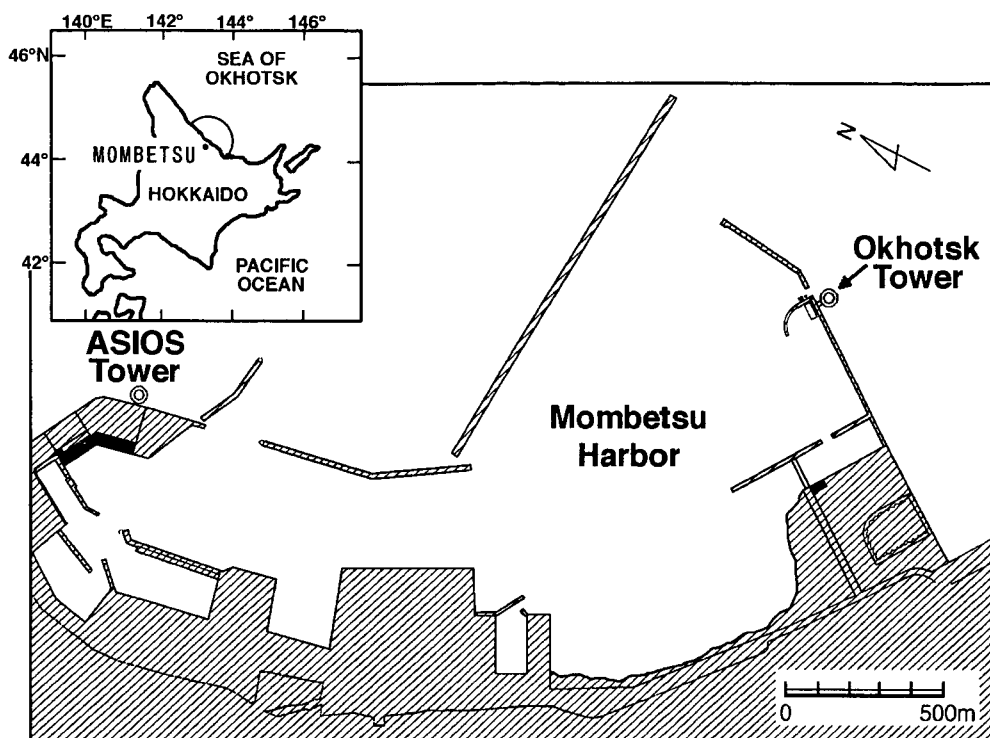 140°E 142° 144° 146°
46°N
44°
42°
SEA OF
OKHOTSK
MOMBETSU
HOKKAIDO
PACIFIC
OCEAN
N
Okhotsk
Tower
ASIOS
Tower
Mombetsu
Harbor
0 500m